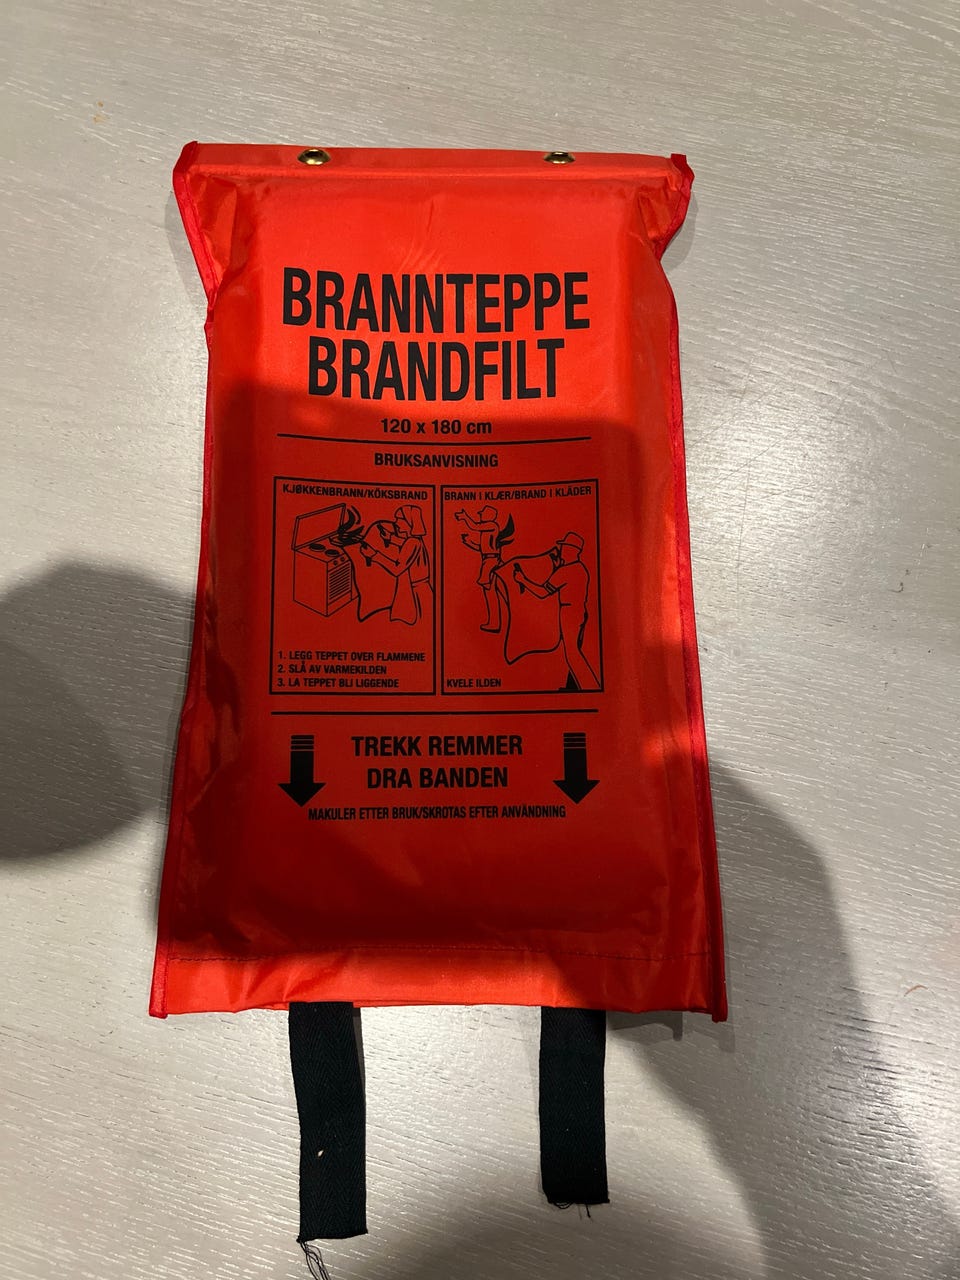 BRANNTEPPE
BRANDFILT
120 x 180 cm
BRUKSANVISNING
KJØKKENBRANN/KÖKSBRAND
1. LEGG TEPPET OVER FLAMMENE
2. SLÅ AV VARMEKILDEN
3. LA TEPPET BLI LIGGENDE
BRANN I KLÆR/BRAND I KLÄDER
KVELE ILDEN
TREKK REMMER
DRA BANDEN
MAKULER ETTER BRUK/SKROTAS EFTER ANVÄNDNING